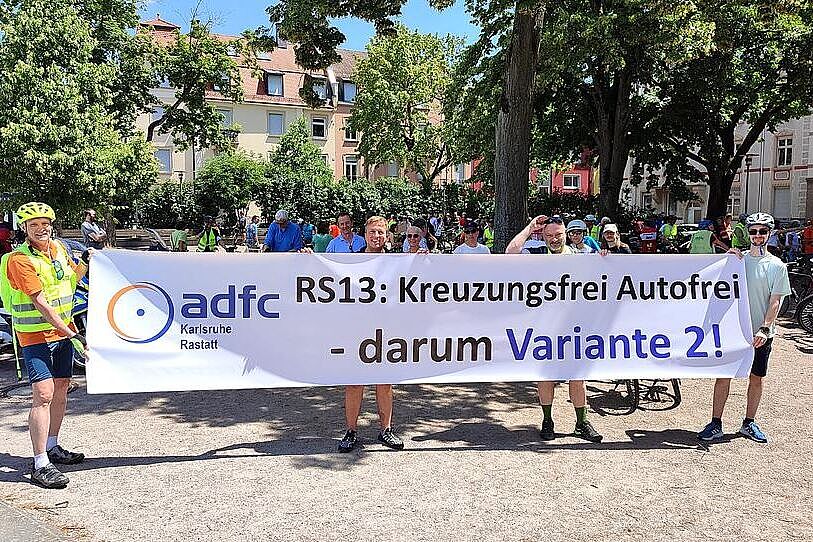 adfc
Karlsruhe
Rastatt
RS13: Kreuzungsfrei Autofrei
- darum Variante 2!